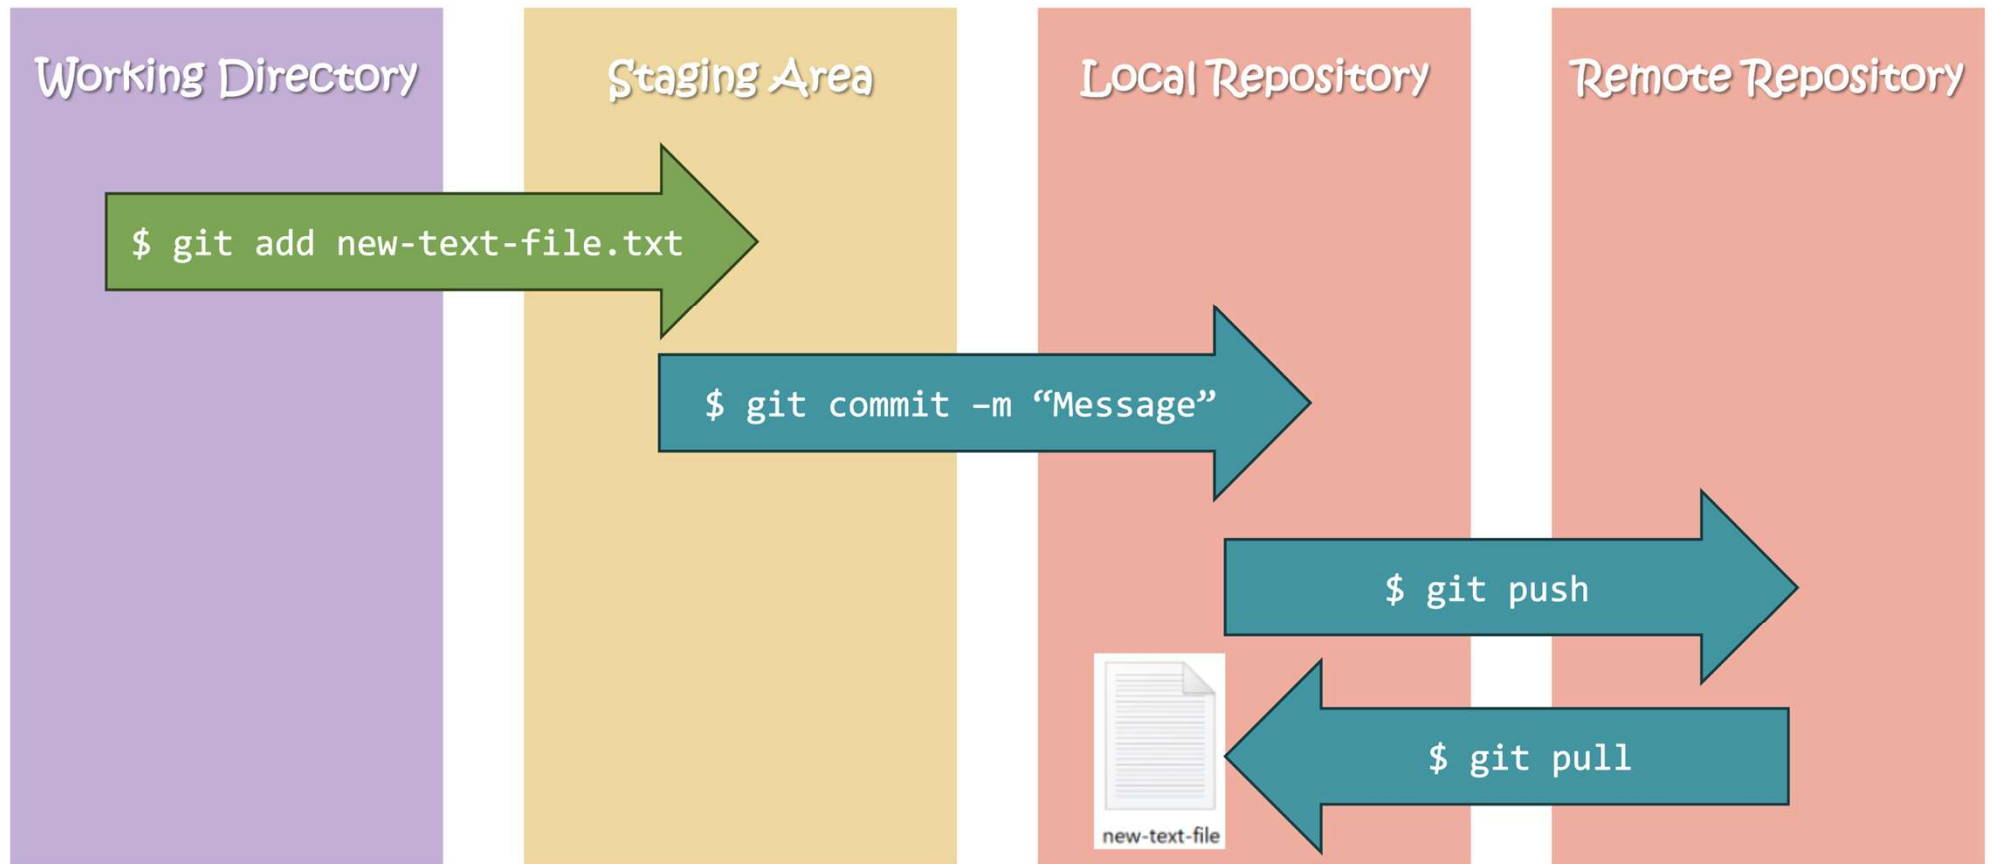 Working Directory
Staging Area
Local Repository
Remote Repository
$ git add new-text-file.txt
$ git commit –m “Message”
$ git push
$ git pull
new-text-file